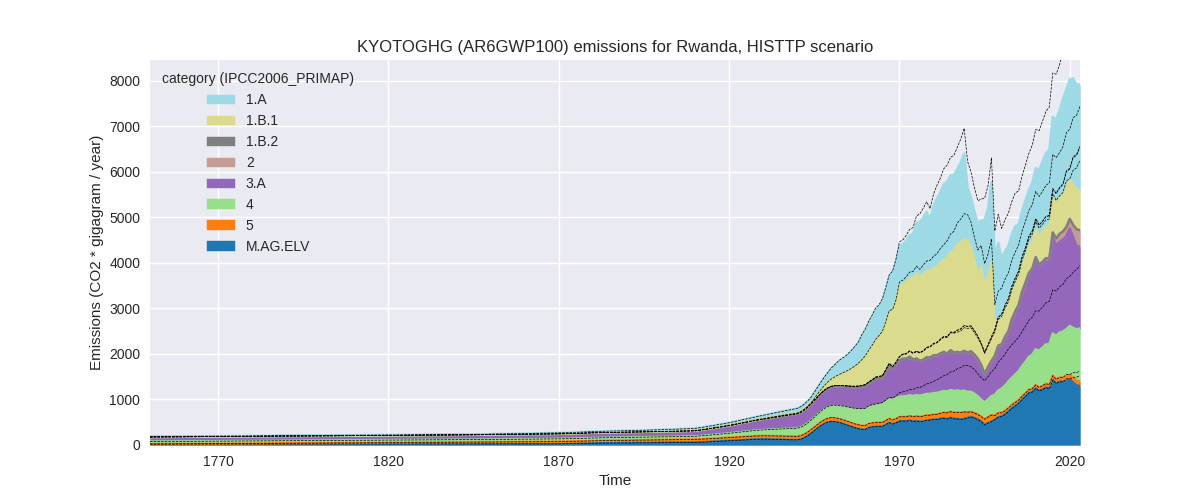 KYOTOGHG (AR6GWP100) emissions for Rwanda, HISTTP scenario
category (IPCC2006_PRIMAP)
1.A
1.B.1
1.B.2
2
3.A
4
5
M.AG.ELV
Emissions (CO2 * gigagram / year)
8000
7000
6000
5000
4000
3000
2000
1000
0
1770 1820 1870 1920 1970 2020
Time